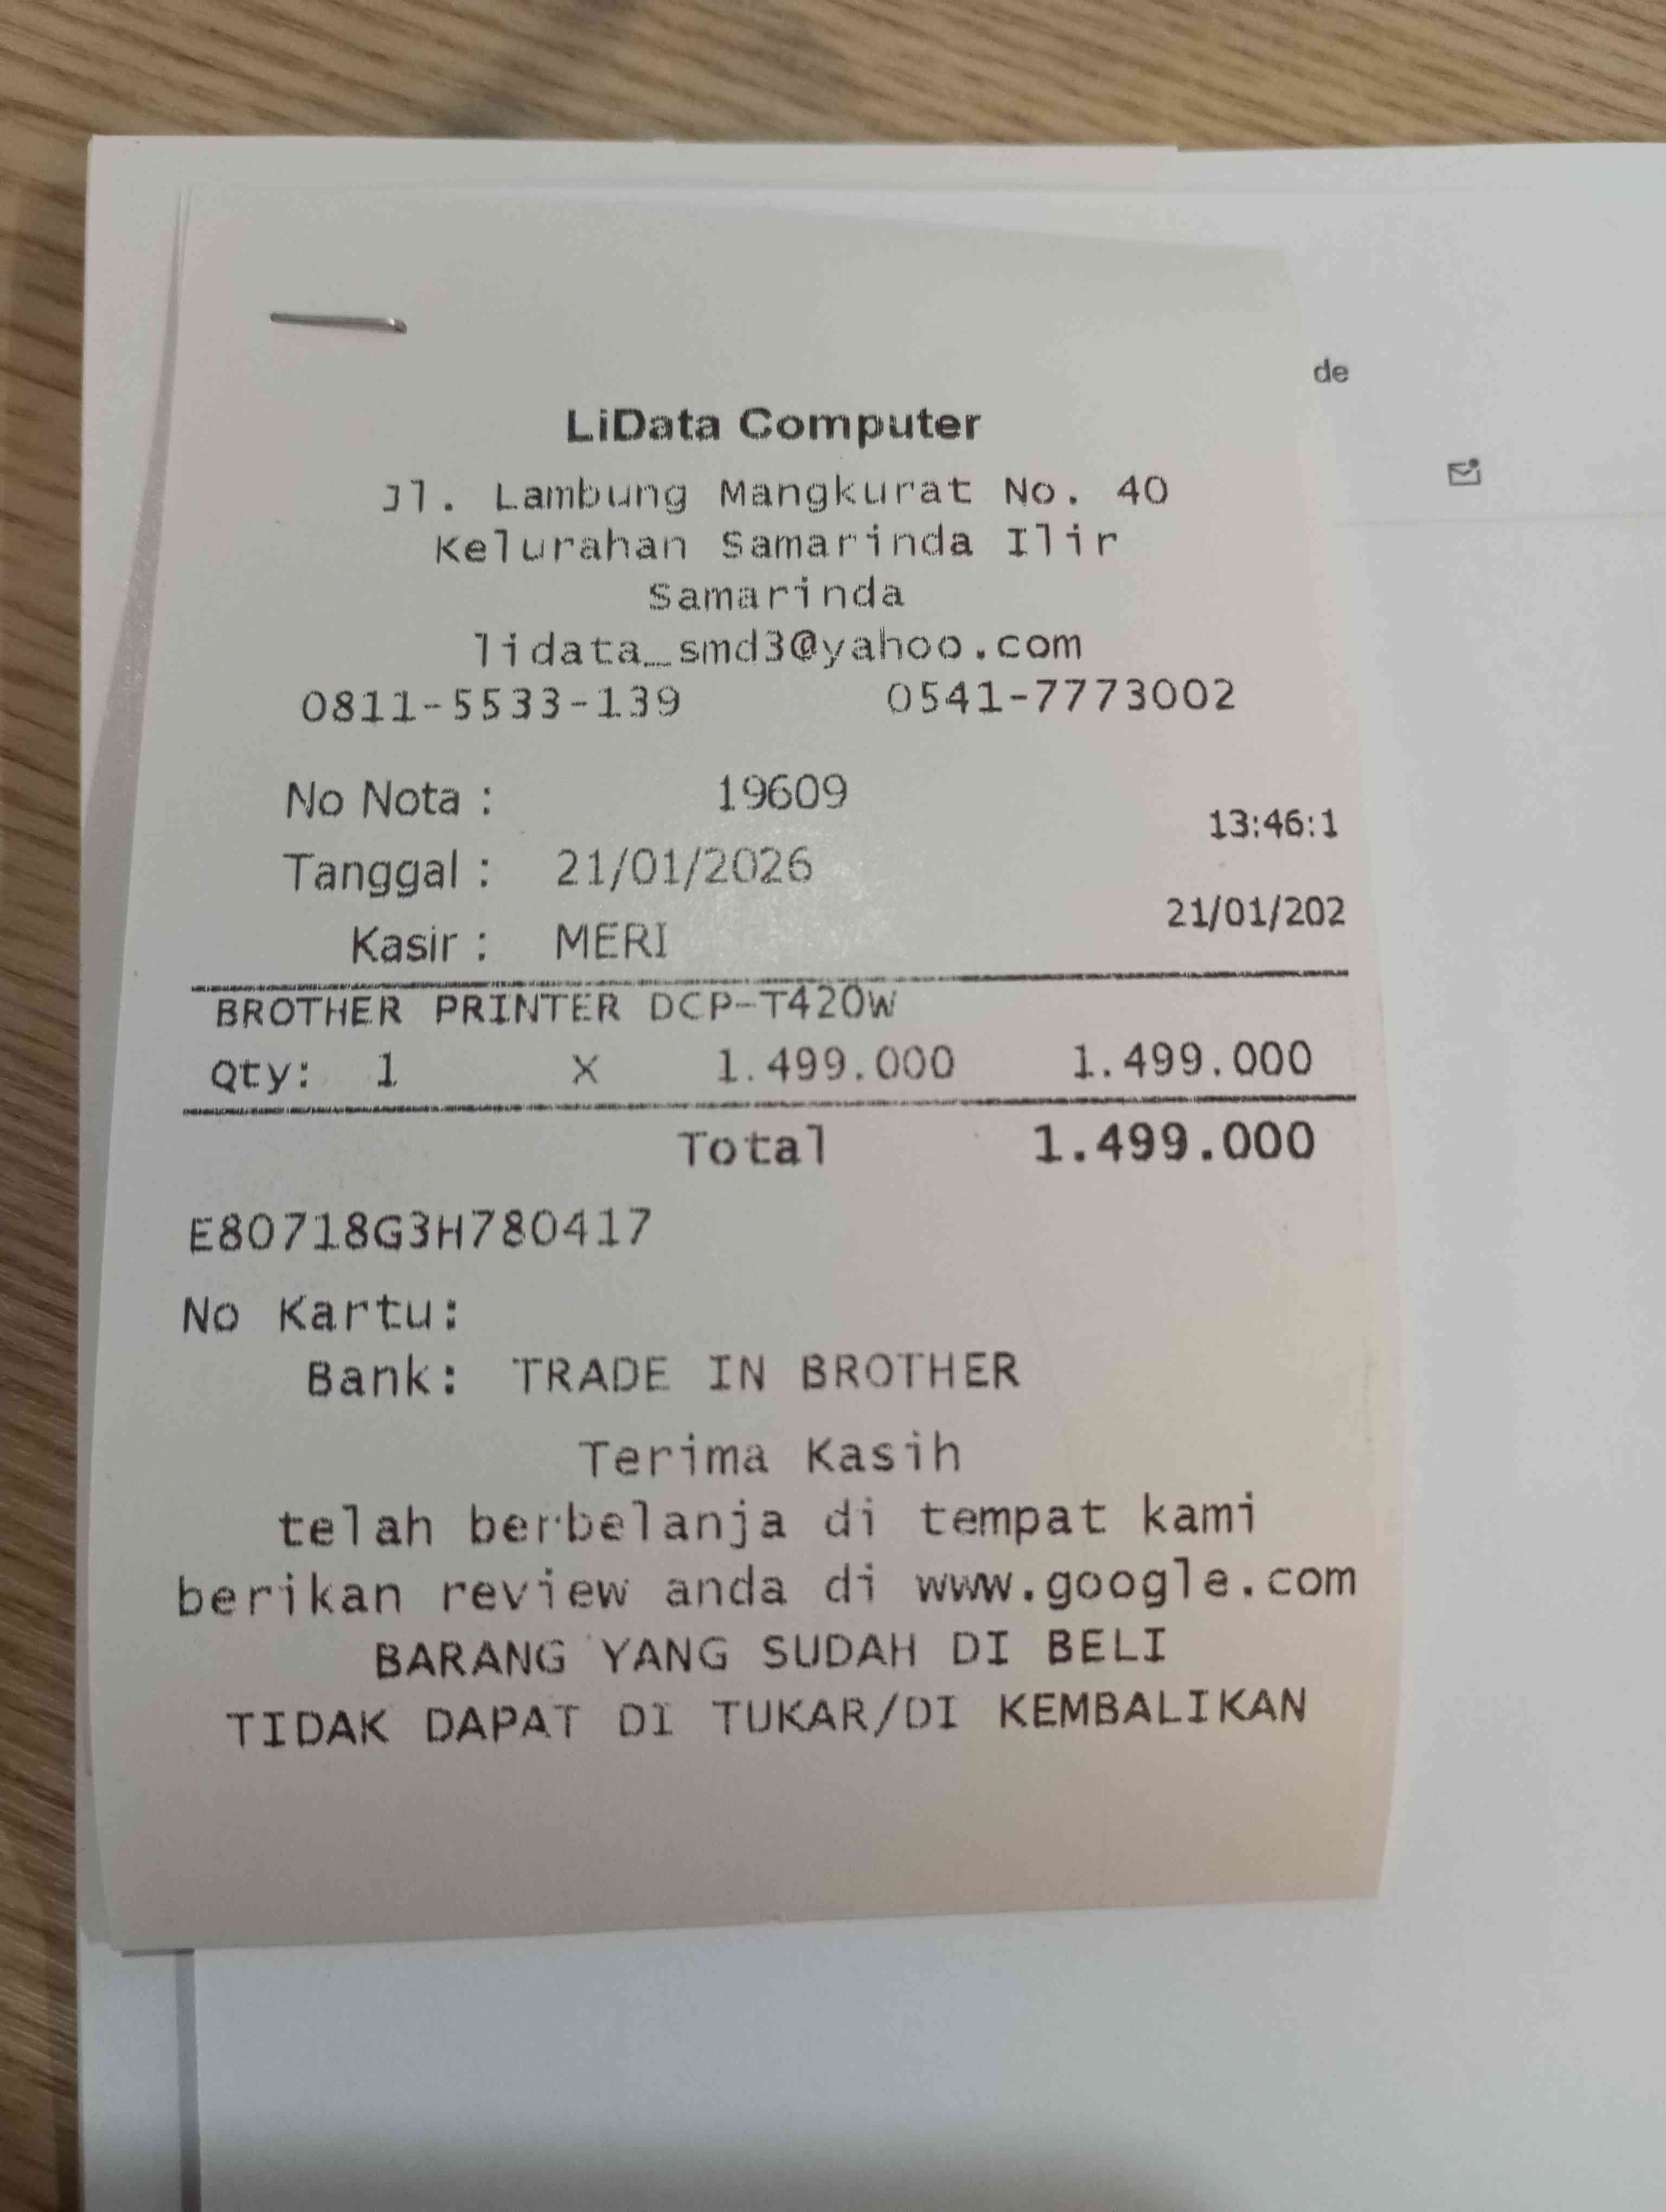 de
LiData Computer
Jl. Lambung Mangkurat No. 40
Kelurahan Samarinda Ilir
Samarinda
lidata_smd3@yahoo.com
0811-5533-139 0541-7773002
No Nota : 19609
13:46:1
Tanggal : 21/01/2026
21/01/202
Kasir : MERI
BROTHER PRINTER DCP-T420W
Qty: 1 X 1.499.000 1.499.000
Total 1.499.000
E80718G3H780417
No Kartu:
Bank: TRADE IN BROTHER
Terima Kasih
telah berbelanja di tempat kami
berikan review anda di www.google.com
BARANG YANG SUDAH DI BELI
TIDAK DAPAT DI TUKAR/DI KEMBALIKAN